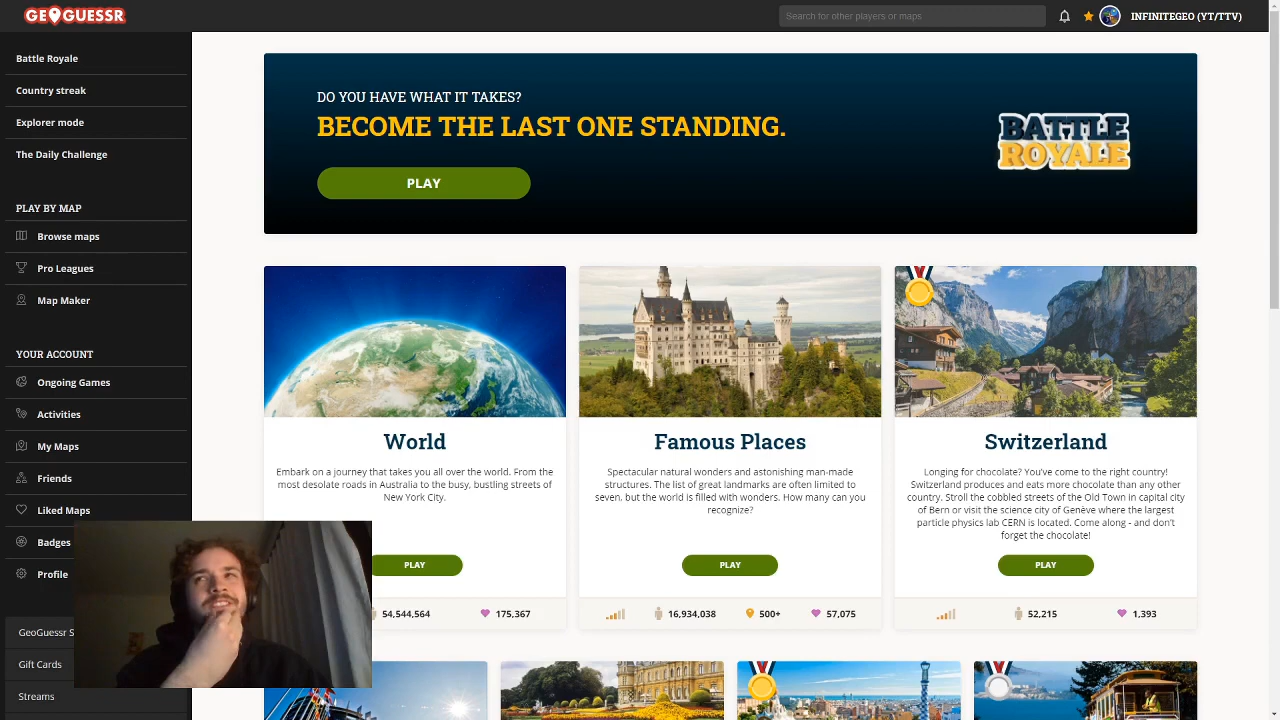 GEOGUESSR
Search for other players or maps
INFINITEGEO (YT/TTV)
Battle Royale
Country streak
Explorer mode
The Daily Challenge
PLAY BY MAP
Browse maps
Pro Leagues
Map Maker
YOUR ACCOUNT
Ongoing Games
Activities
My Maps
Friends
Liked Maps
Badges
Profile
GeoGuessr S
Gift Cards
Streams
DO YOU HAVE WHAT IT TAKES?
BECOME THE LAST ONE STANDING.
PLAY
BATTLE
ROYALE
World
Embark on a journey that takes you all over the world. From the
most desolate roads in Australia to the busy, bustling streets of
New York City.
PLAY
54,544,564
175,367
Famous Places
Spectacular natural wonders and astonishing man-made
structures. The list of great landmarks are often limited to
seven, but the world is filled with wonders. How many can you
recognize?
PLAY
16,934,038
500+
57,075
Switzerland
Longing for chocolate? You've come to the right country!
Switzerland produces and eats more chocolate than any other
country. Stroll the cobbled streets of the Old Town in capital city
of Bern or visit the science city of Genève where the largest
particle physics lab CERN is located. Come along - and don't
forget the chocolate!
PLAY
52,215
1,393